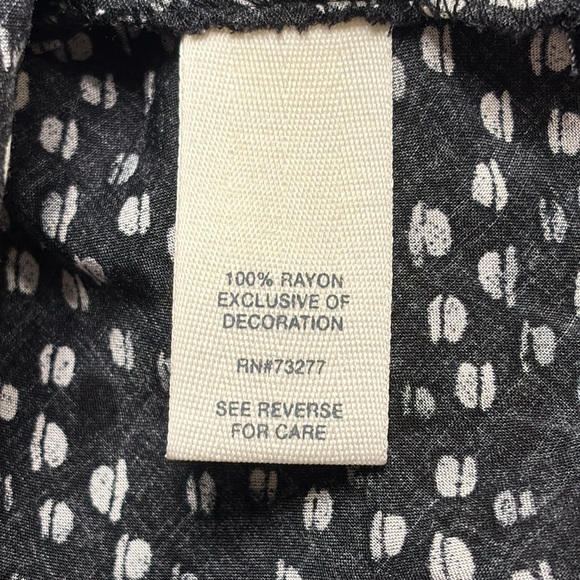 100% RAYON
EXCLUSIVE OF
DECORATION
RN#73277
SEE REVERSE
FOR CARE